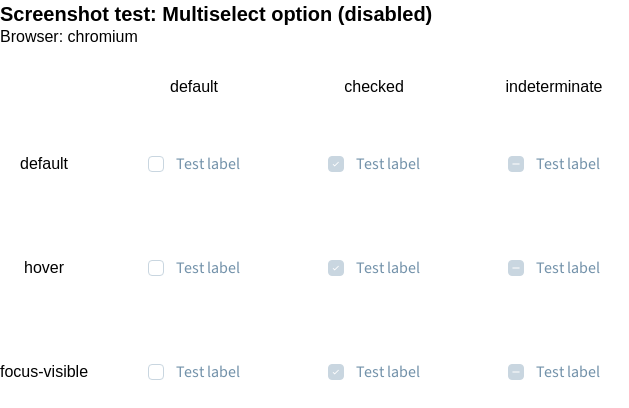 Screenshot test: Multiselect option (disabled)
Browser: chromium
default checked indeterminate
default Test label Test label Test label
hover Test label Test label Test label
focus-visible Test label Test label Test label